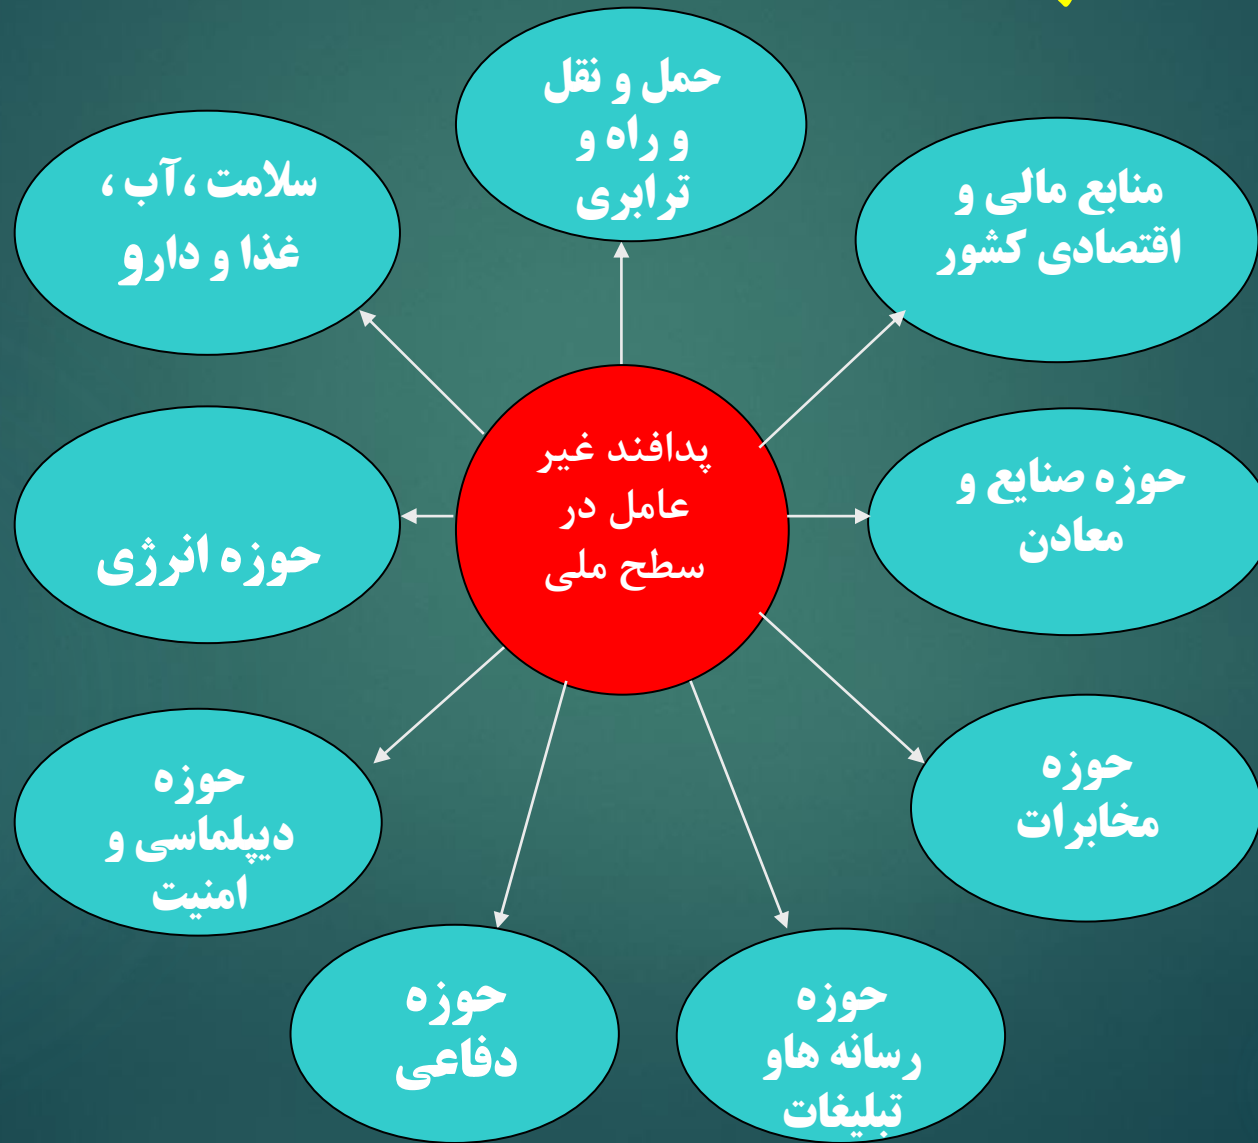 حمل و نقل
و راه و
ترابری
منابع مالی و
اقتصادی کشور
سلامت ،آب ،
غذا و دارو
پدافند غیر
عامل در
سطح ملی
حوزه صنایع و
معادن
حوزه انرژی
حوزه
مخابرات
حوزه
دیپلماسی و
امنیت
حوزه
رسانه هاو
تبلیغات
حوزه
دفاعی